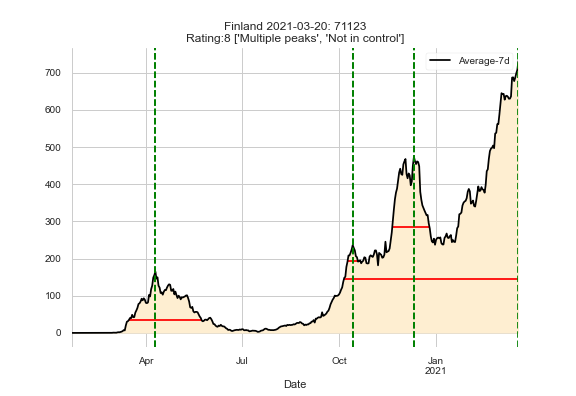 Finland 2021-03-20: 71123
Rating:8 ['Multiple peaks', 'Not in control']
Average-7d
700
600
500
400
300
200
100
0
Apr
Jul
Oct
Jan
2021
Date